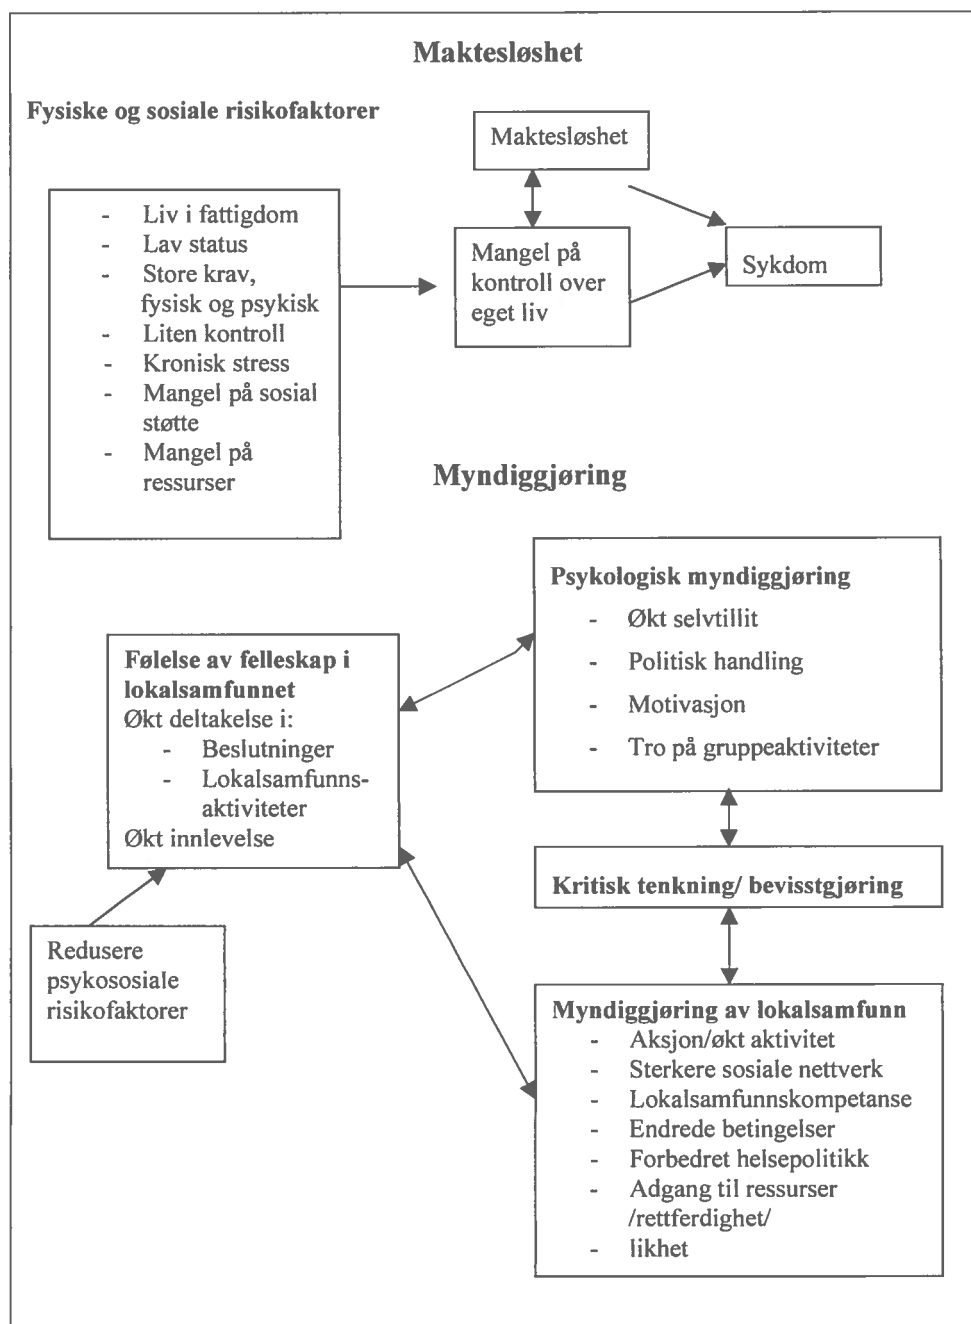 Maktesløshet
Fysiske og sosiale risikofaktorer
- Liv i fattigdom
- Lav status
- Store krav,
fysisk og psykisk
- Liten kontroll
- Kronisk stress
- Mangel på sosial
støtte
- Mangel på
ressurser
Maktesløshet
Mangel på
kontroll over
eget liv
Sykdom
Myndiggjøring
Psykologisk myndiggjøring
- Økt selvtillit
- Politisk handling
- Motivasjon
- Tro på gruppeaktiviteter
Følelse av felleskap i
lokalsamfunnet
Økt deltakelse i:
- Beslutninger
- Lokalsamfunns-
aktiviteter
Økt innlevelse
Kritisk tenkning/ bevisstgjøring
Redusere
psykososiale
risikofaktorer
Myndiggjøring av lokalsamfunn
- Aksjon/økt aktivitet
- Sterkere sosiale nettverk
- Lokalsamfunnskompetanse
- Endrede betingelser
- Forbedret helsepolitikk
- Adgang til ressurser
/rettferdighet/
- likhet